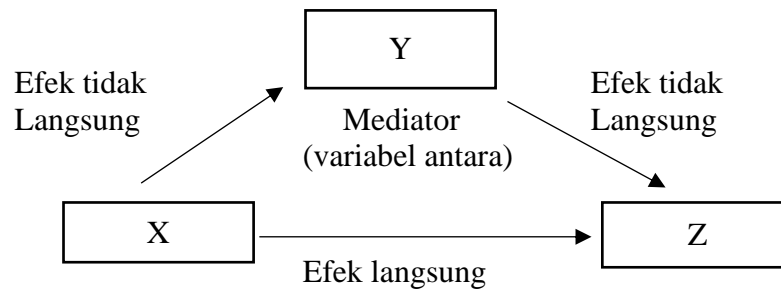 Y
Efek tidak
Langsung
Efek tidak
Langsung
Mediator
(variabel antara)
X
Z
Efek langsung